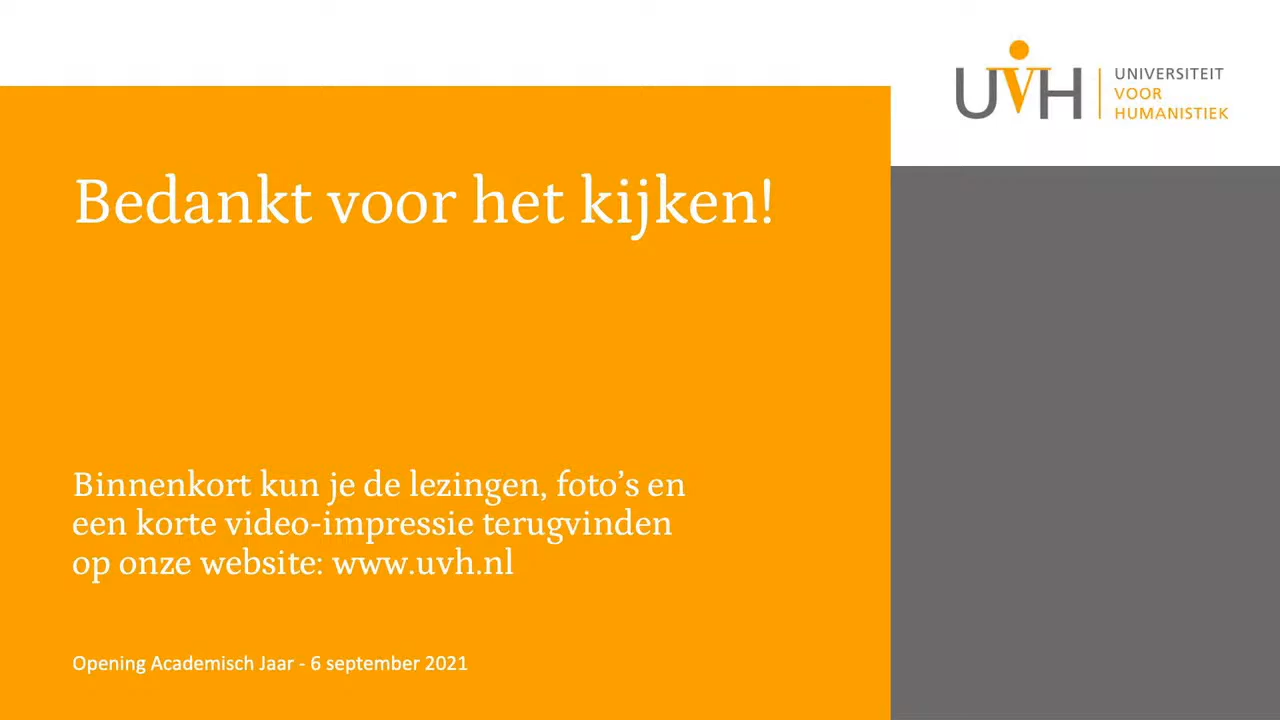 UVH
UNIVERSITEIT
VOOR
HUMANISTIEK
Bedankt voor het kijken!
Binnenkort kun je de lezingen, foto’s en
een korte video-impressie terugvinden
op onze website: www.uvh.nl
Opening Academisch Jaar - 6 september 2021